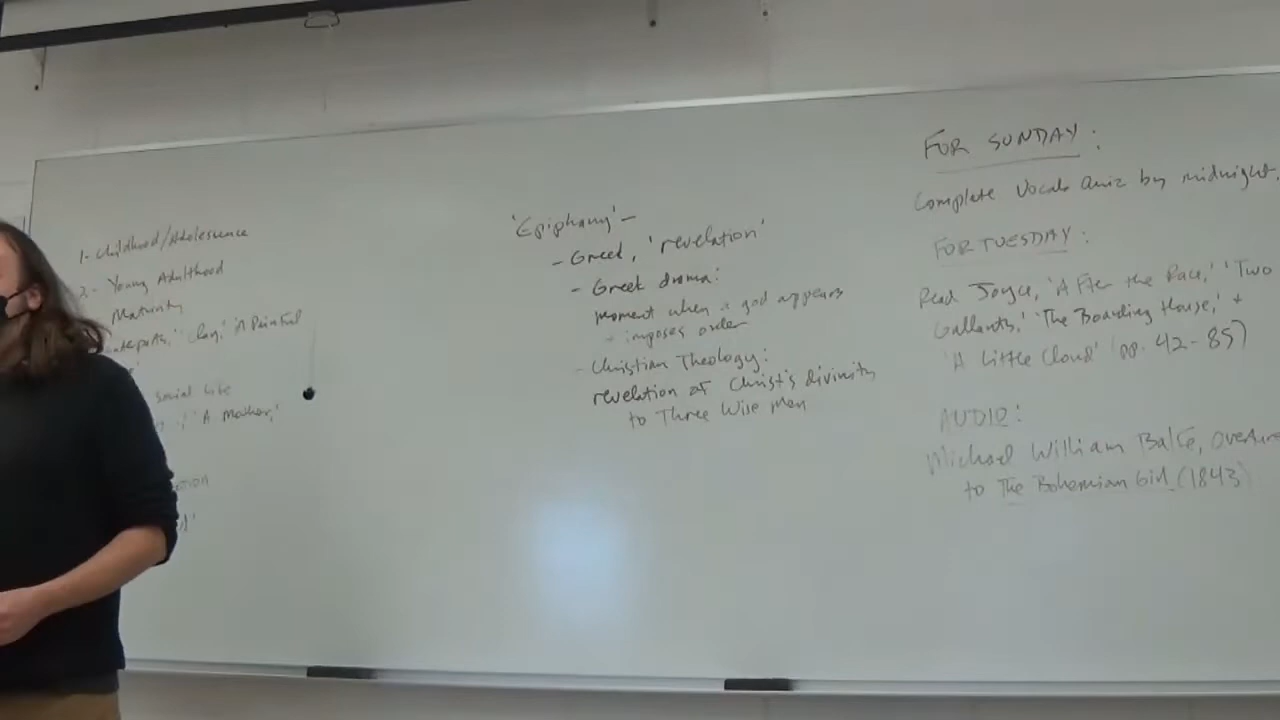 1- Childhood/Adolescence
2- Young Adulthood
Maturity
'Clay,' 'A Painful
Social Life
'A Mother,'
'Epiphany' -
- Greek, 'revelation'
- Greek drama:
moment when a god appears
+ imposes order
- Christian Theology:
revelation of Christ's divinity
to Three Wise Men
FOR SUNDAY:
Complete Vocab Quiz by midnight.
FOR TUESDAY:
Read Joyce, 'After the Race,' 'Two
Gallants,' 'The Boarding House,' +
'A Little Cloud' (pp. 42-85)
AUDIO:
Michael William Balfe, Overture
to The Bohemian Girl (1843)